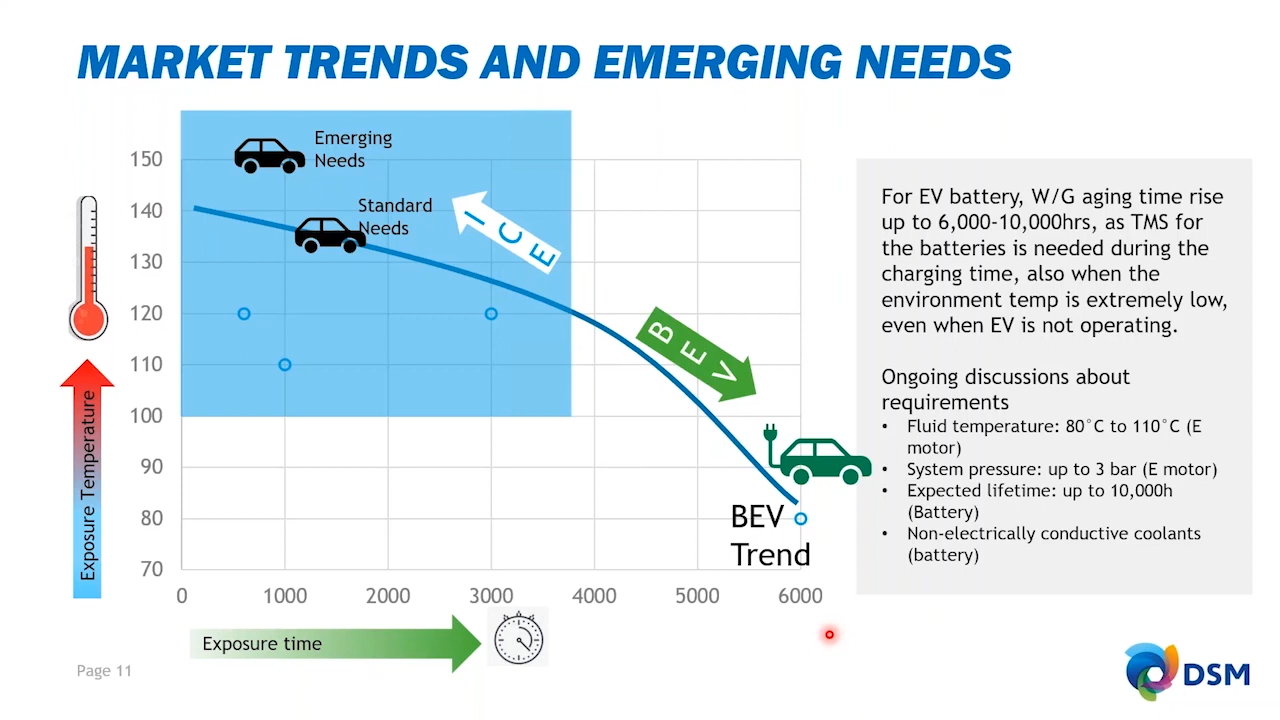 MARKET TRENDS AND EMERGING NEEDS
Emerging
Needs
Standard
Needs
ICE
BEV
150
140
130
120
110
100
90
80
70
0 1000 2000 3000 4000 5000 6000
BEV
Trend
Exposure Temperature
Exposure time
For EV battery, W/G aging time rise
up to 6,000-10,000hrs, as TMS for
the batteries is needed during the
charging time, also when the
environment temp is extremely low,
even when EV is not operating.
Ongoing discussions about
requirements
• Fluid temperature: 80°C to 110°C (E
motor)
• System pressure: up to 3 bar (E motor)
• Expected lifetime: up to 10,000h
(Battery)
• Non-electrically conductive coolants
(battery)
Page 11
DSM